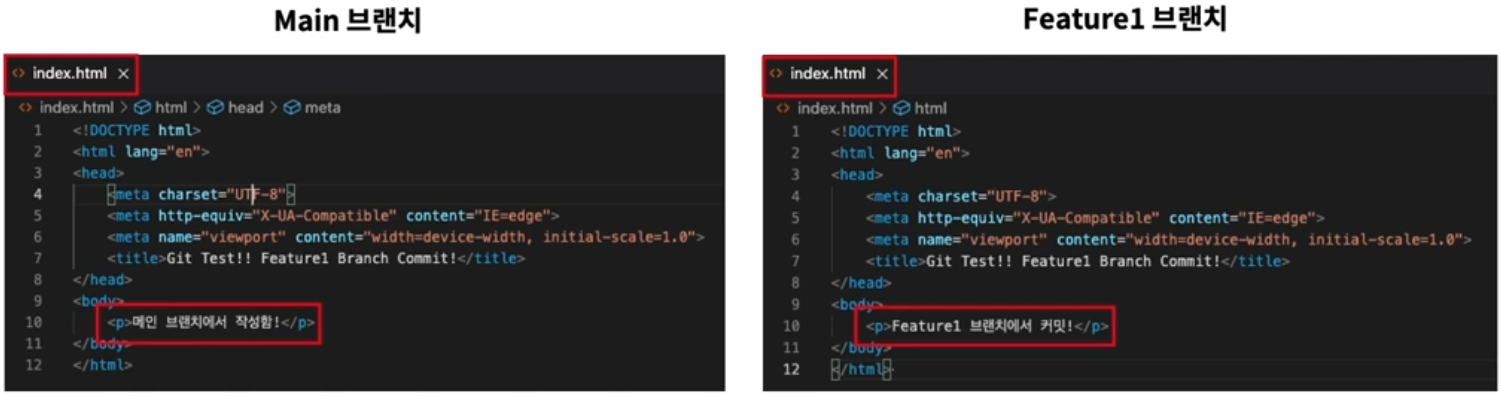 Main 브랜치
index.html ×
index.html > html > head > meta
1 <!DOCTYPE html>
2 <html lang="en">
3 <head>
4 <meta charset="UTF-8">
5 <meta http-equiv="X-UA-Compatible" content="IE=edge">
6 <meta name="viewport" content="width=device-width, initial-scale=1.0">
7 <title>Git Test!! Feature1 Branch Commit!</title>
8 </head>
9 <body>
10 <p>메인 브랜치에서 작성함!</p>
11 </body>
12 </html>
Feature1 브랜치
index.html ×
index.html > html
1 <!DOCTYPE html>
2 <html lang="en">
3 <head>
4 <meta charset="UTF-8">
5 <meta http-equiv="X-UA-Compatible" content="IE=edge">
6 <meta name="viewport" content="width=device-width, initial-scale=1.0">
7 <title>Git Test!! Feature1 Branch Commit!</title>
8 </head>
9 <body>
10 <p>Feature1 브랜치에서 커밋!</p>
11 </body>
12 </html>